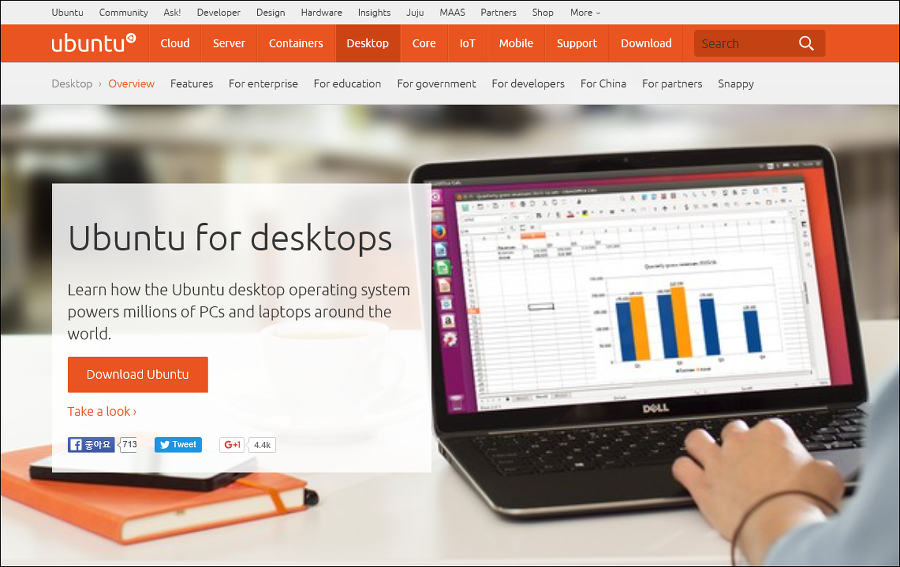 Ubuntu Community Ask! Developer Design Hardware Insights Juju MAAS Partners Shop More
ubuntu Cloud Server Containers Desktop Core IoT Mobile Support Download Search
Desktop › Overview Features For enterprise For education For government For developers For China For partners Snappy
Ubuntu for desktops
Learn how the Ubuntu desktop operating system
powers millions of PCs and laptops around the
world.
Download Ubuntu
Take a look ›
좋아요 713 Tweet G+1 4.4k
DELL